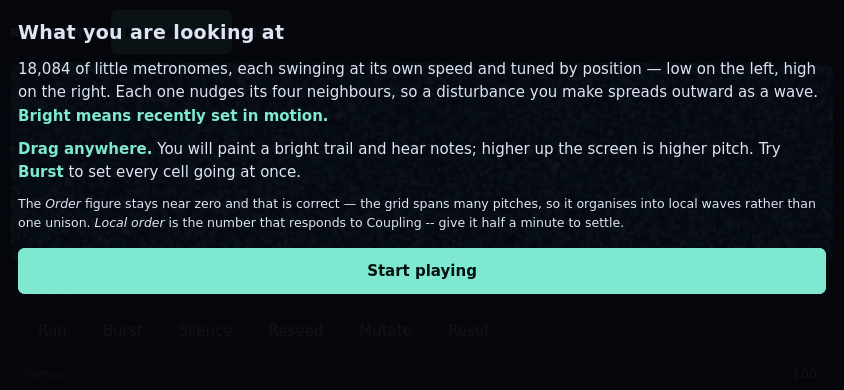 What you are looking at
18,084 of little metronomes, each swinging at its own speed and tuned by position — low on the left, high
on the right. Each one nudges its four neighbours, so a disturbance you make spreads outward as a wave.
Bright means recently set in motion.
Drag anywhere. You will paint a bright trail and hear notes; higher up the screen is higher pitch. Try
Burst to set every cell going at once.
The Order figure stays near zero and that is correct — the grid spans many pitches, so it organises into local waves rather than
one unison. Local order is the number that responds to Coupling -- give it half a minute to settle.
Start playing
Run Burst Silence Reseed Mutate Reset
Tempo 100